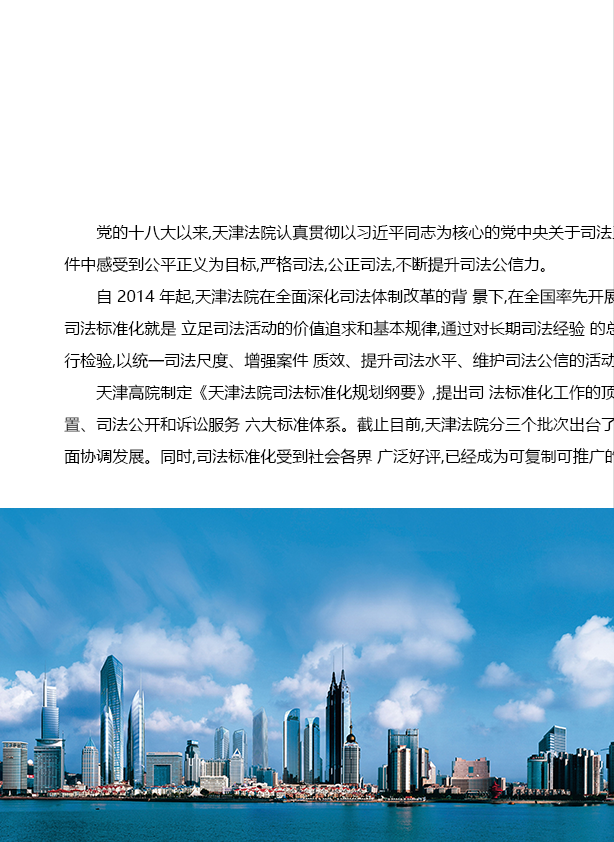 党的十八大以来,天津法院认真贯彻以习近平同志为核心的党中央关于司法
件中感受到公平正义为目标,严格司法,公正司法,不断提升司法公信力。
自 2014 年起,天津法院在全面深化司法体制改革的背 景下,在全国率先开展
司法标准化就是 立足司法活动的价值追求和基本规律,通过对长期司法经验 的总
行检验,以统一司法尺度、增强案件 质效、提升司法水平、维护司法公信的活动
天津高院制定《天津法院司法标准化规划纲要》,提出司 法标准化工作的顶
置、司法公开和诉讼服务 六大标准体系。截止目前,天津法院分三个批次出台了
面协调发展。同时,司法标准化受到社会各界 广泛好评,已经成为可复制可推广的